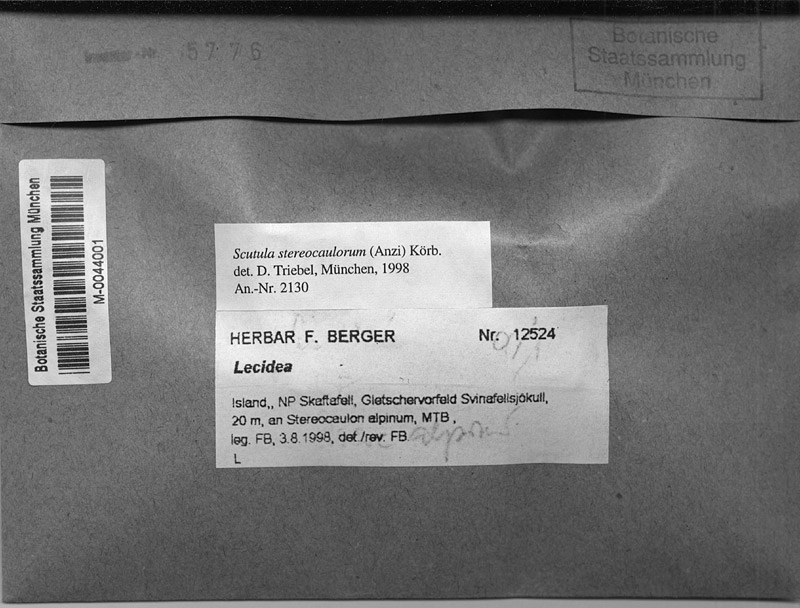 5776
Botanische
Staatssammlung
München
Botanische Staatssammlung München
M-0044001
Scutula stereocaulorum (Anzi) Körb.
det. D. Triebel, München, 1998
An.-Nr. 2130
HERBAR F. BERGER Nr. 12524
Lecidea
Island,, NP Skaftafell, Gletschervorfeld Svinafellsjökull,
20 m, an Stereocaulon alpinum, MTB ,
leg. FB, 3.8.1998, det./rev. FB
L